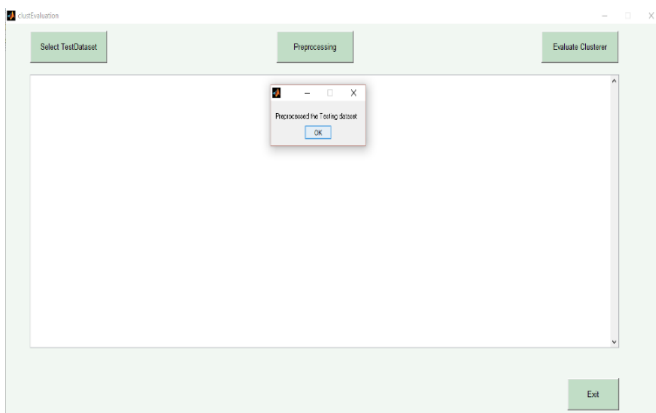 clustEvaluation
Select TestDataset
Preprocessing
Evaluate Clusterer
Preprocessed the Testing dataset
OK
Exit